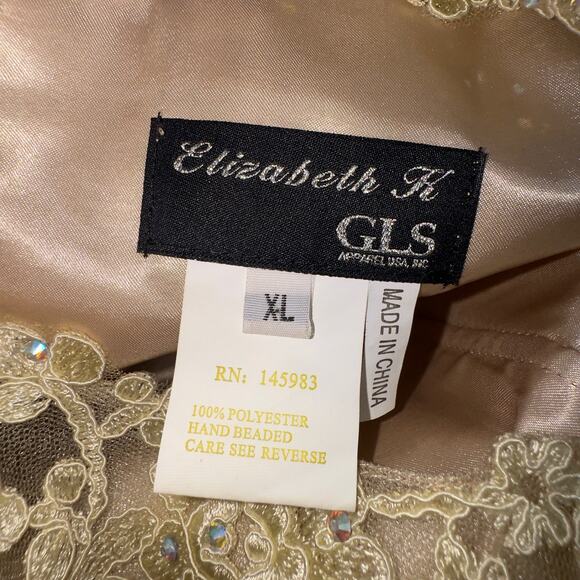 Elizabeth K
GLS
APPAREL USA, INC
XL
MADE IN CHINA
RN: 145983
100% POLYESTER
HAND BEADED
CARE SEE REVERSE